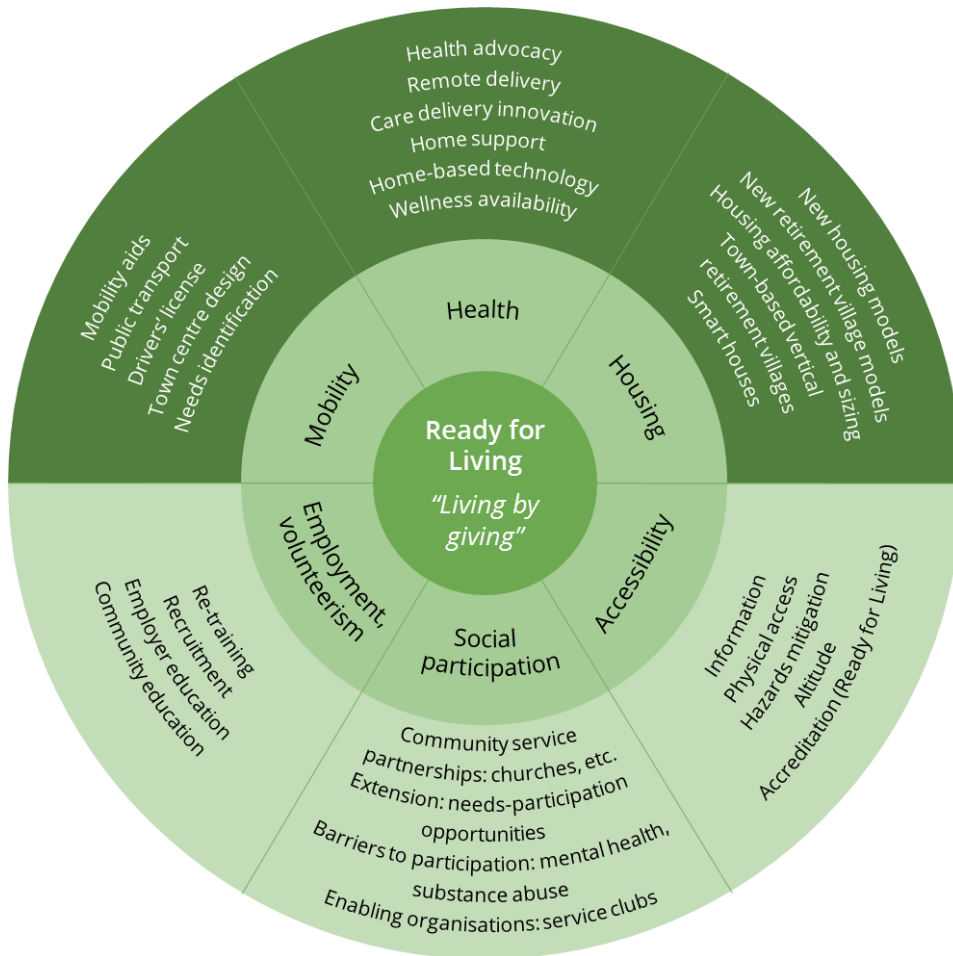 Health advocacy
Remote delivery
Care delivery innovation
Home support
Home-based technology
Wellness availability
Health
New housing models
New retirement village models
Housing affordability and sizing
Town-based vertical
retirement villages
Smart houses
Housing
Information
Physical access
Hazards mitigation
Altitude
Accreditation (Ready for Living)
Accessibility
Social
participation
Community service
partnerships: churches, etc.
Extension: needs-participation
opportunities
Barriers to participation: mental health,
substance abuse
Enabling organisations: service clubs
Employment,
volunteerism
Re-training
Recruitment
Employer education
Community education
Mobility
Mobility aids
Public transport
Drivers’ license
Town centre design
Needs identification
Ready for
Living
“Living by
giving”